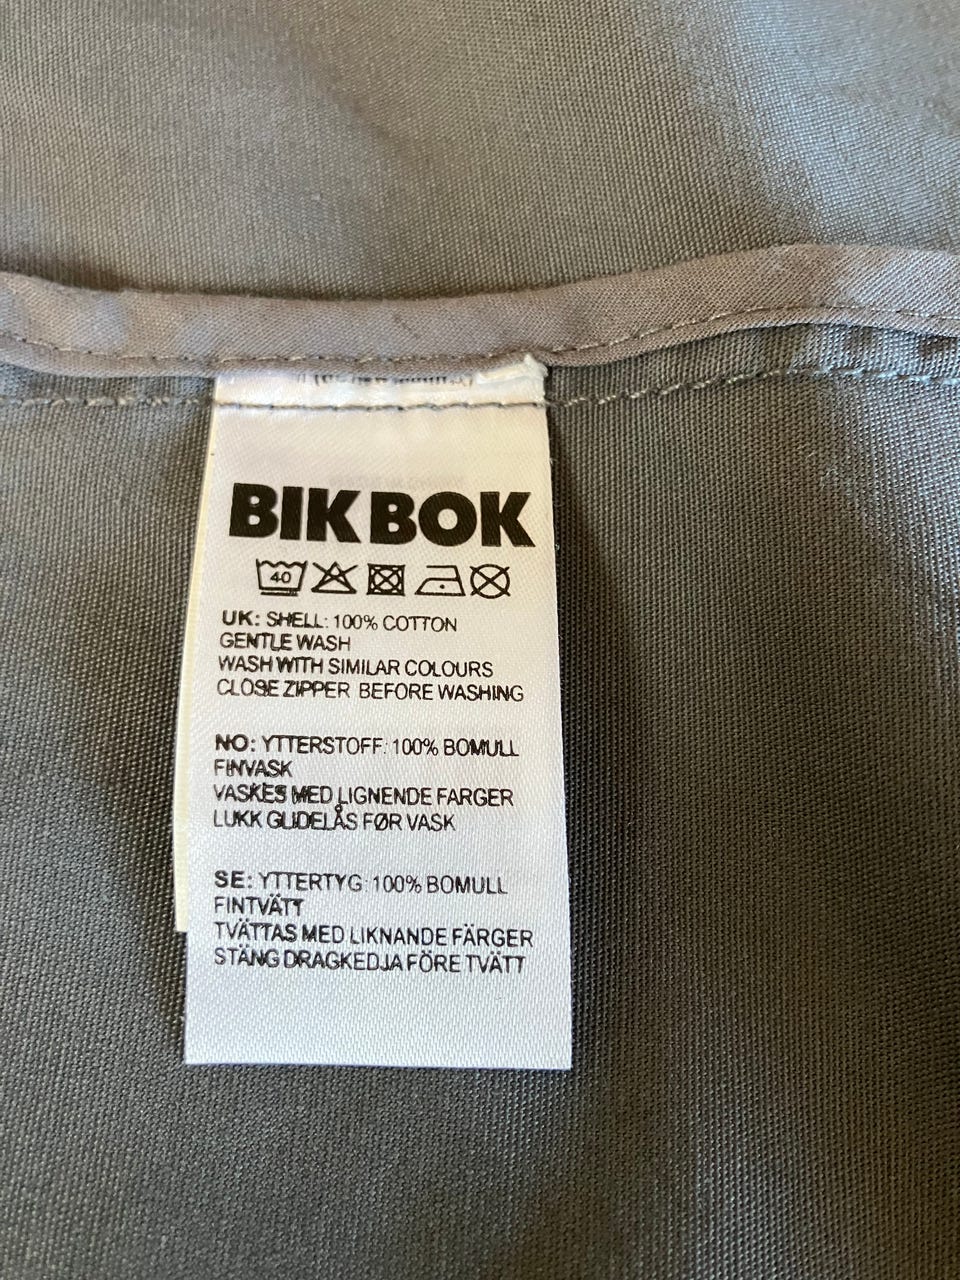 BIK BOK
40
UK: SHELL: 100% COTTON
GENTLE WASH
WASH WITH SIMILAR COLOURS
CLOSE ZIPPER BEFORE WASHING
NO: YTTERSTOFF: 100% BOMULL
FINVASK
VASKES MED LIGNENDE FARGER
LUKK GLIDELÅS FØR VASK
SE: YTTERTYG: 100% BOMULL
FINTVÄTT
TVÄTTAS MED LIKNANDE FÄRGER
STÄNG DRAGKEDJA FÖRE TVÄTT